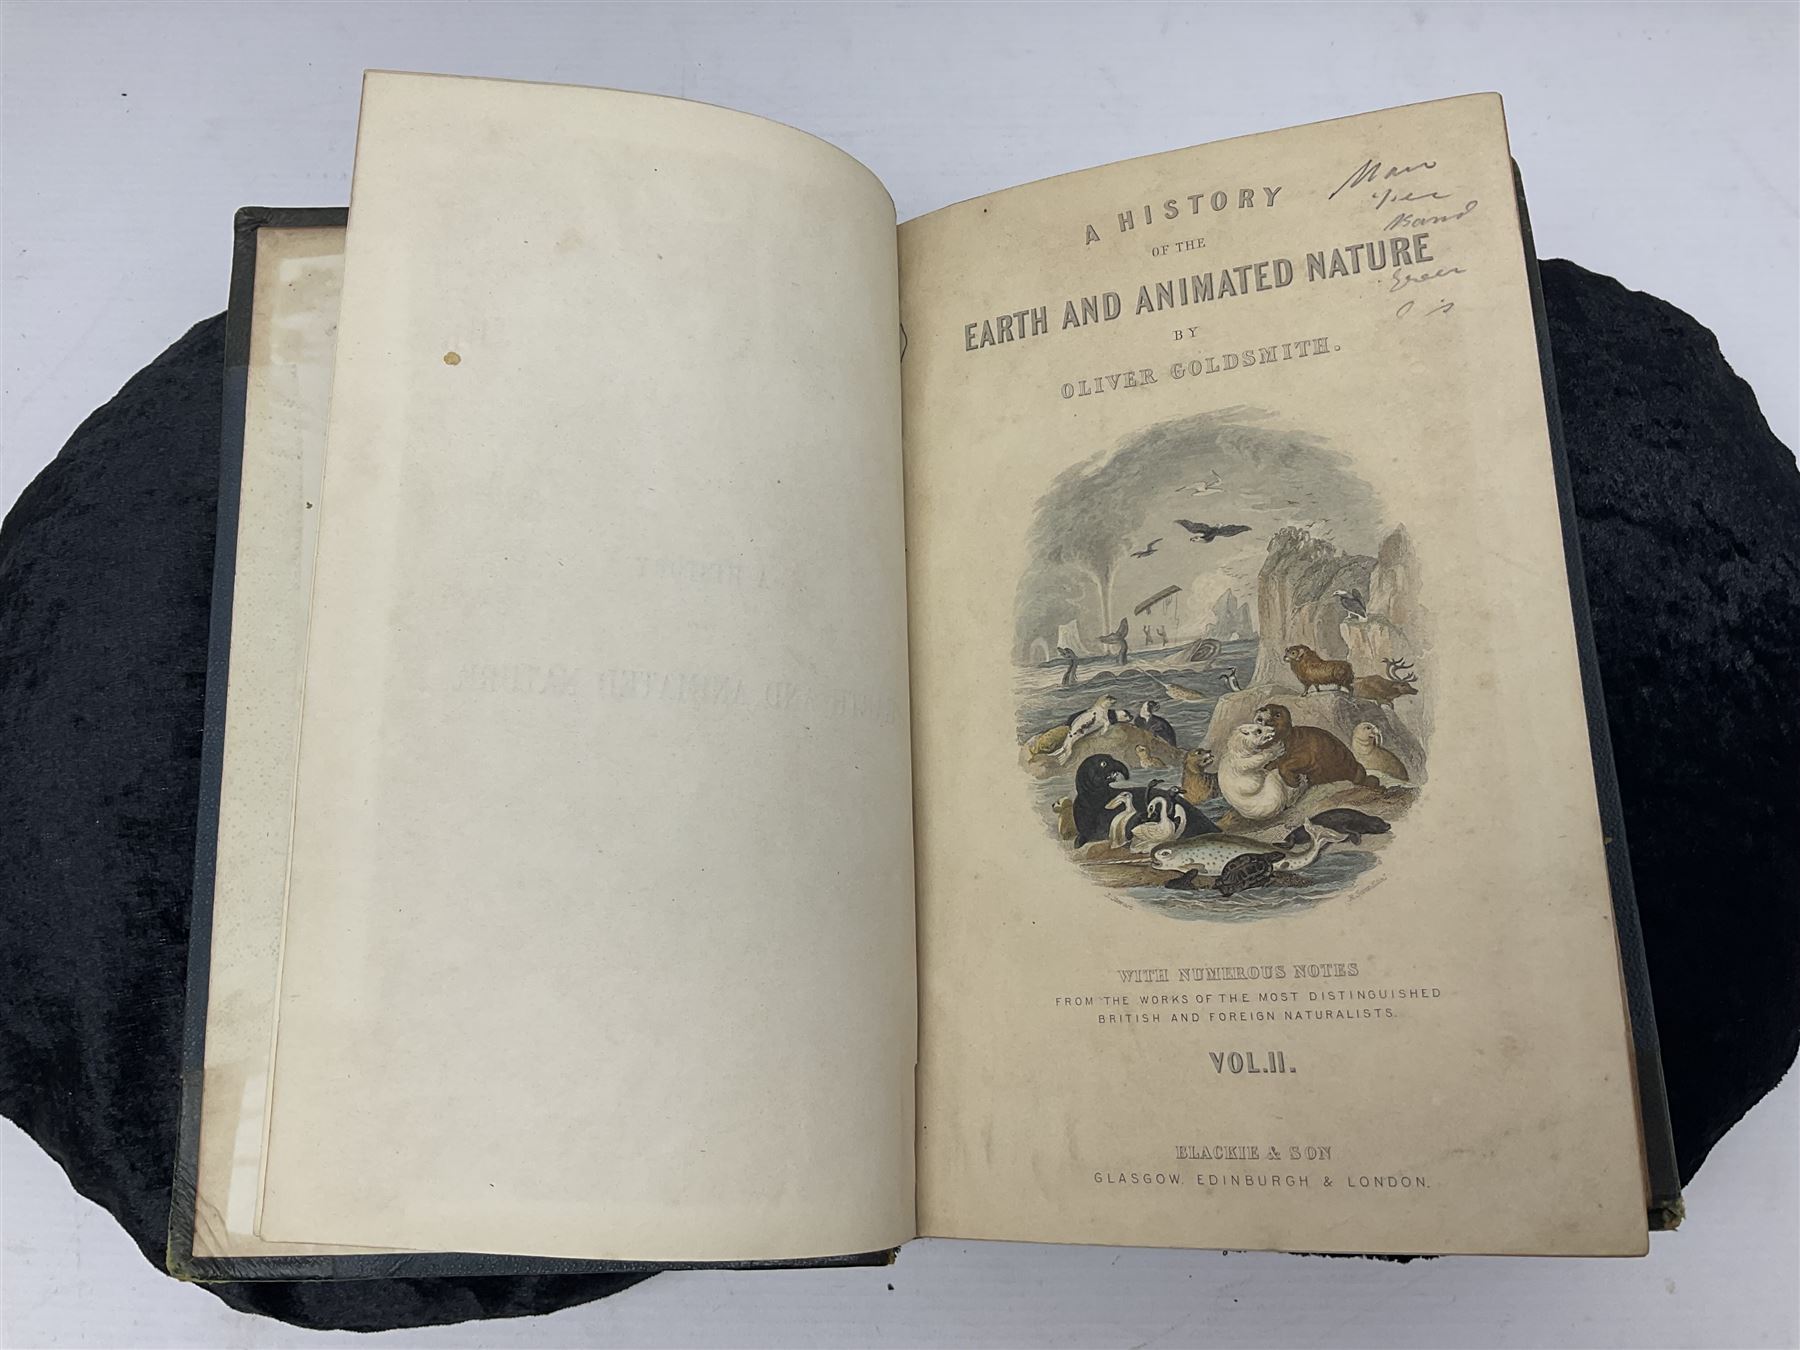 A HISTORY
OF THE
EARTH AND ANIMATED NATURE
BY
OLIVER GOLDSMITH.
WITH NUMEROUS NOTES
FROM THE WORKS OF THE MOST DISTINGUISHED
BRITISH AND FOREIGN NATURALISTS.
VOL.II.
BLACKIE & SON
GLASGOW, EDINBURGH & LONDON.